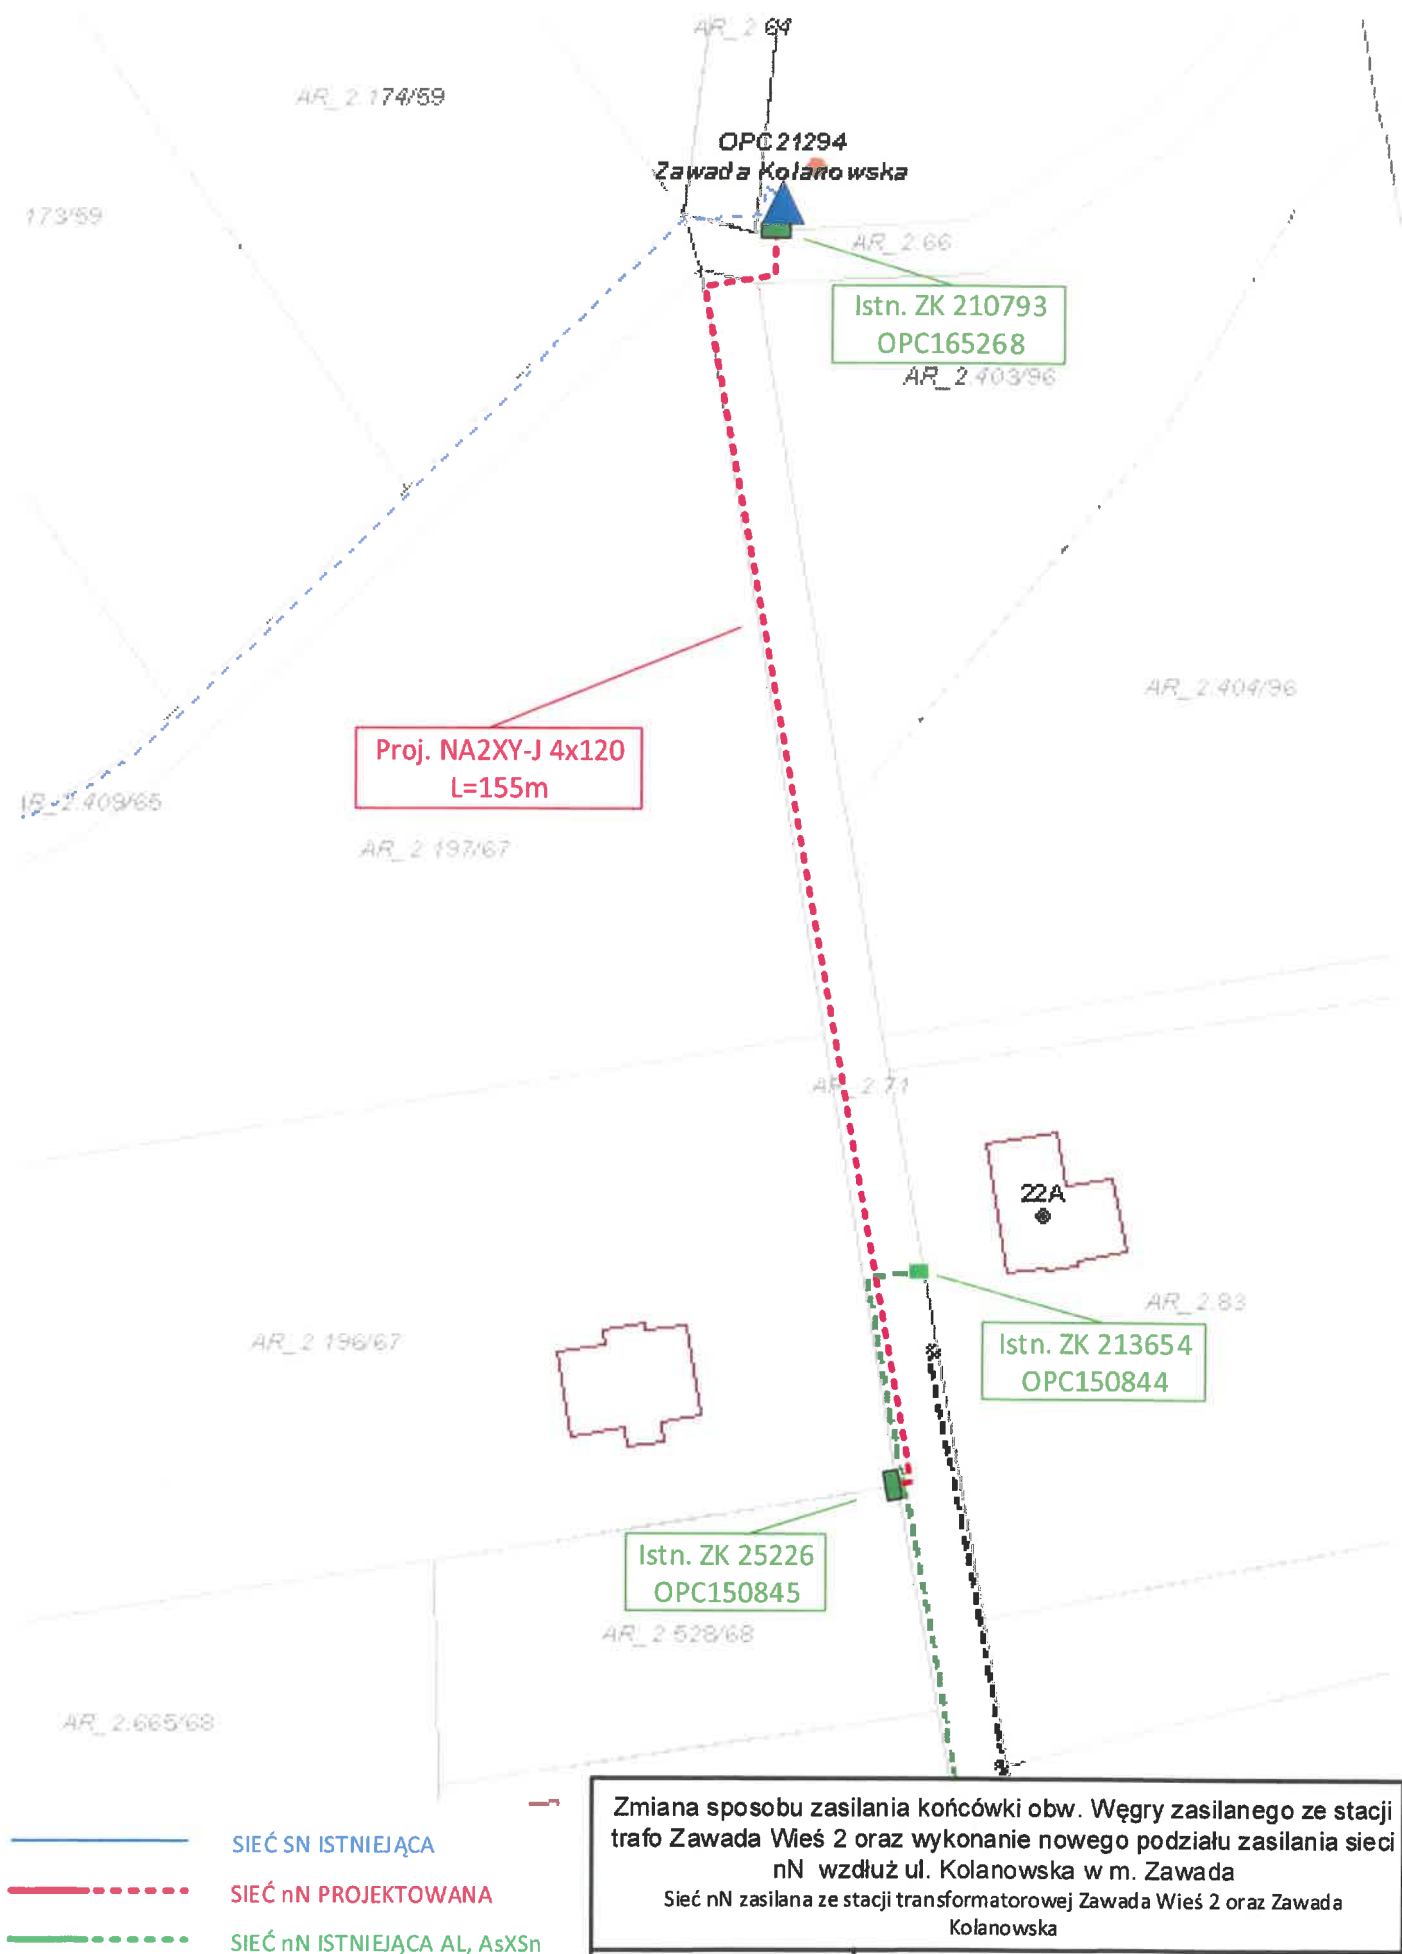 AR_2 64
AR_2.174/59
OPC21294
Zawada Kolanowska
173/59
AR_2.66
Istn. ZK 210793
OPC165268
AR_2.403/96
AR_2.404/96
Proj. NA2XY-J 4x120
L=155m
AR_2.409/65
AR_2.197/67
AR_2.71
22A
AR_2.83
AR_2.196/67
Istn. ZK 213654
OPC150844
Istn. ZK 25226
OPC150845
AR_2.528/68
AR_2.665/68
Zmiana sposobu zasilania końcówki obw. Węgry zasilanego ze stacji
trafo Zawada Wieś 2 oraz wykonanie nowego podziału zasilania sieci
nN wzdłuż ul. Kolanowska w m. Zawada
Sieć nN zasilana ze stacji transformatorowej Zawada Wieś 2 oraz Zawada
Kolanowska
SIEĆ SN ISTNIEJĄCA
SIEĆ nN PROJEKTOWANA
SIEĆ nN ISTNIEJĄCA AL, AsXSn